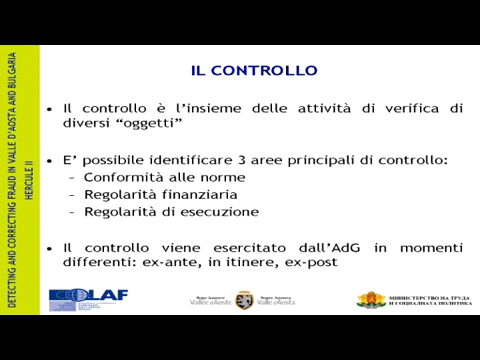 IL CONTROLLO
• Il controllo è l'insieme delle attività di verifica di
diversi “oggetti”
• E' possibile identificare 3 aree principali di controllo:
– Conformità alle norme
– Regolarità finanziaria
– Regolarità di esecuzione
• Il controllo viene esercitato dall'AdG in momenti
differenti: ex-ante, in itinere, ex-post
DETECTING AND CORRECTING FRAUD IN VALLE D'AOSTA AND BULGARIA
HERCULE II
OLAF
Région Autonome
Vallée d'Aoste
Regione Autonoma
Valle d'Aosta
МИНИСТЕРСТВО НА ТРУДА
И СОЦИАЛНАТА ПОЛИТИКА